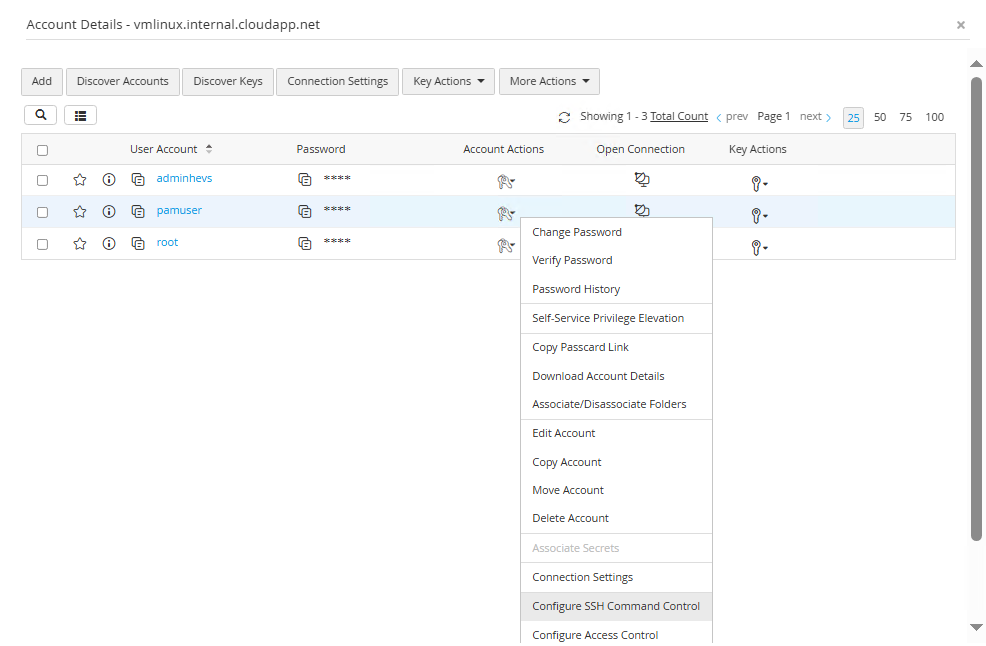 Account Details - vmlinux.internal.cloudapp.net ×
Add Discover Accounts Discover Keys Connection Settings Key Actions More Actions
Showing 1 - 3 Total Count prev Page 1 next 25 50 75 100
User Account Password Account Actions Open Connection Key Actions
adminhevs ****
pamuser ****
root ****
Change Password
Verify Password
Password History
Self-Service Privilege Elevation
Copy Passcard Link
Download Account Details
Associate/Disassociate Folders
Edit Account
Copy Account
Move Account
Delete Account
Associate Secrets
Connection Settings
Configure SSH Command Control
Configure Access Control